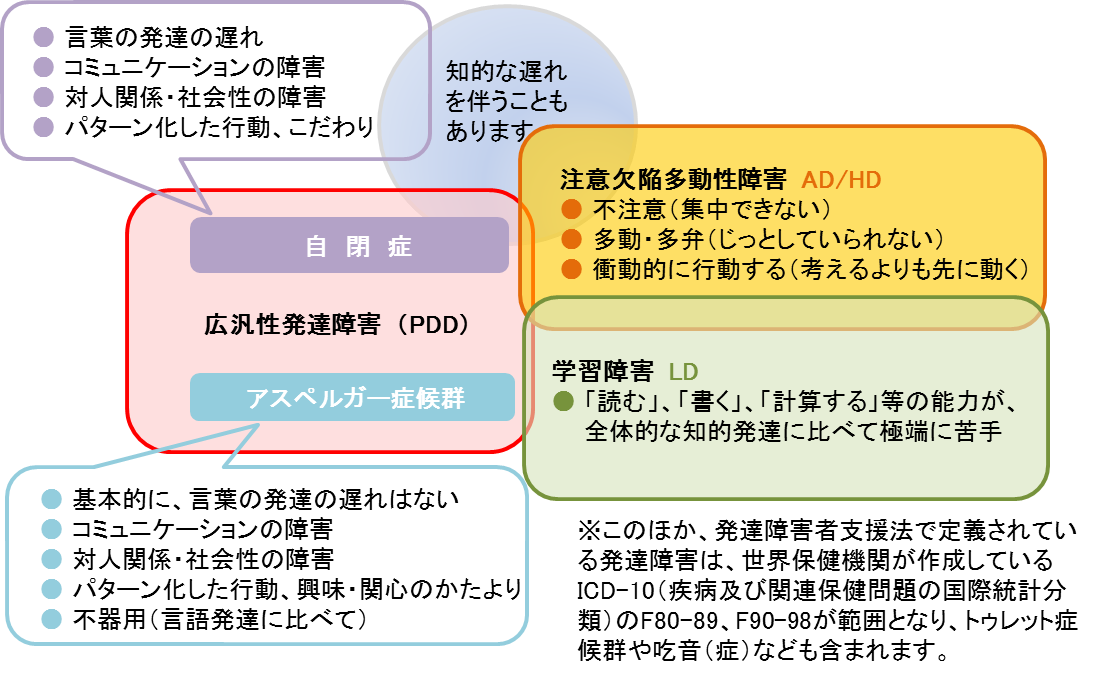 ● 言葉の発達の遅れ
● コミュニケーションの障害
● 対人関係・社会性の障害
● パターン化した行動、こだわり
知的な遅れ
を伴うことも
あります
注意欠陥多動性障害 AD/HD
● 不注意（集中できない）
● 多動・多弁（じっとしていられない）
● 衝動的に行動する（考えるよりも先に動く）
自 閉 症
広汎性発達障害 （PDD）
アスペルガー症候群
学習障害 LD
● 「読む」、「書く」、「計算する」等の能力が、
全体的な知的発達に比べて極端に苦手
● 基本的に、言葉の発達の遅れはない
● コミュニケーションの障害
● 対人関係・社会性の障害
● パターン化した行動、興味・関心のかたより
● 不器用（言語発達に比べて）
※このほか、発達障害者支援法で定義されてい
る発達障害は、世界保健機関が作成している
ICD-10（疾病及び関連保健問題の国際統計分
類）のF80-89、F90-98が範囲となり、トゥレット症
候群や吃音（症）なども含まれます。